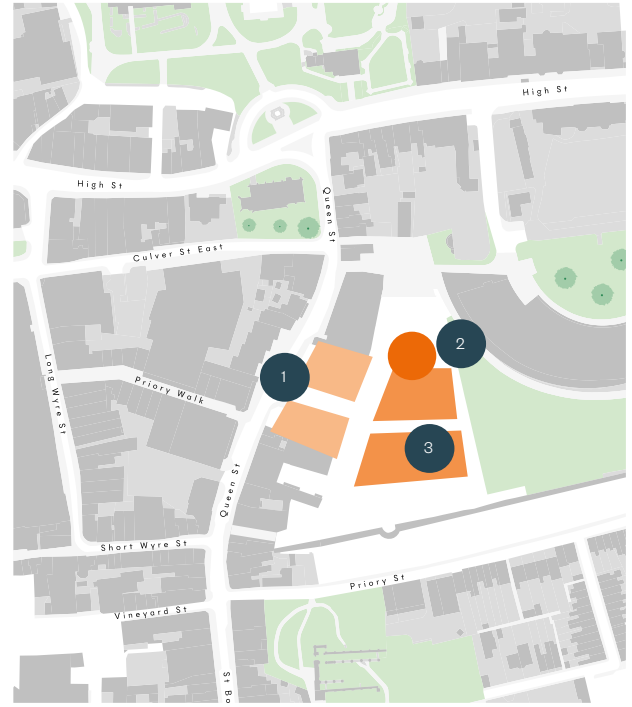 High St
High St
Queen St
Culver St East
Long Wyre St
Priory Walk
1
2
3
Queen St
Short Wyre St
Priory St
Vineyard St
St Bo